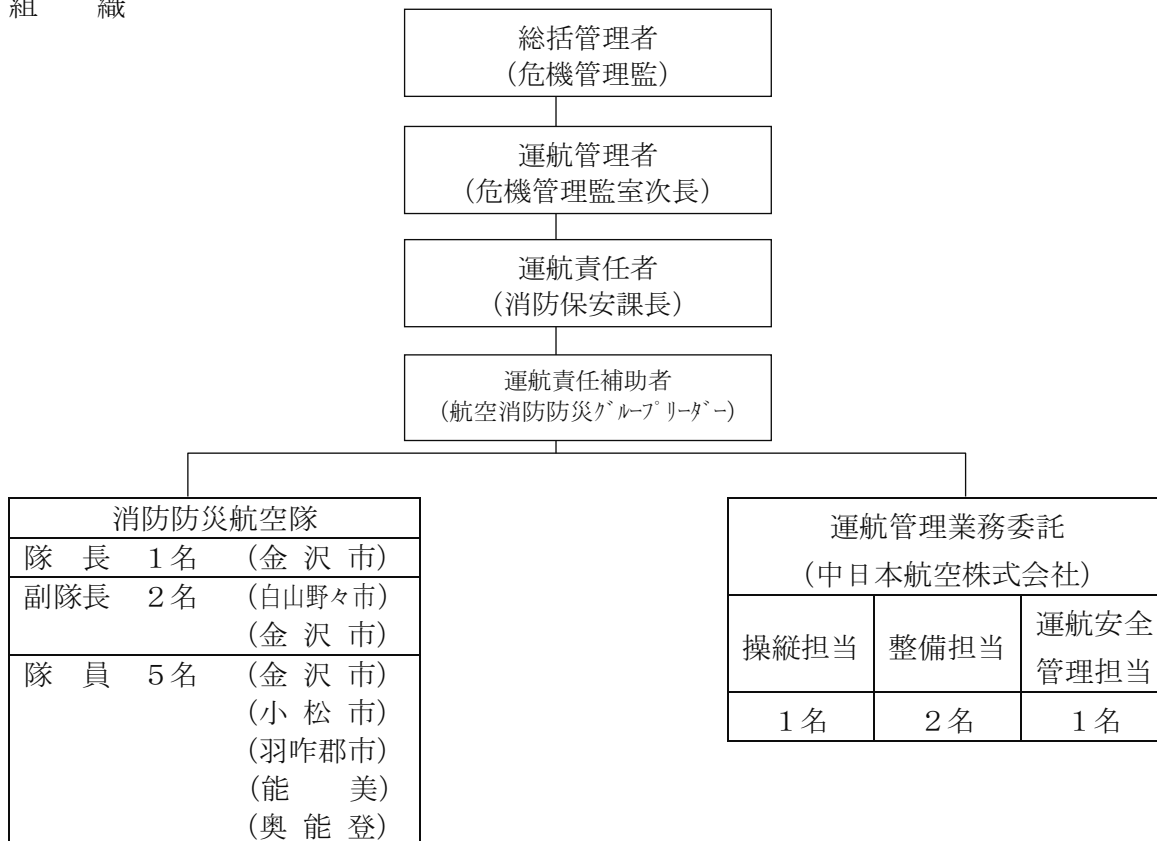 組　　織
総括管理者
（危機管理監）
運航管理者
（危機管理監室次長）
運航責任者
（消防保安課長）
運航責任補助者
（航空消防防災ｸﾞﾙｰﾌﾟﾘｰﾀﾞｰ）
消防防災航空隊
隊　長　１名　（金 沢 市）
副隊長　２名　（白山野々市）
（金 沢 市）
隊　員　５名　（金 沢 市）
（小 松 市）
（羽咋郡市）
（能　　美）
（奥 能 登）
運航管理業務委託
（中日本航空株式会社）
操縦担当　整備担当　運航安全
管理担当
１名　２名　１名